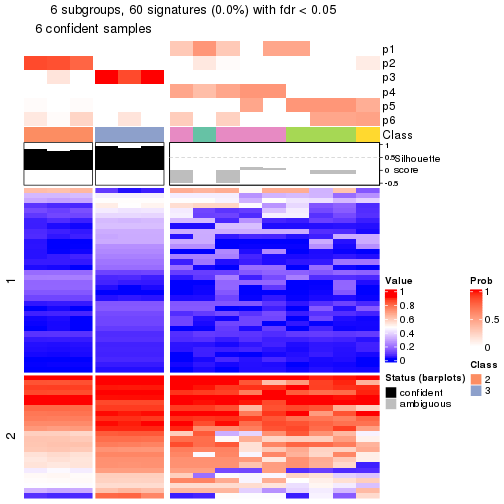 6 subgroups, 60 signatures (0.0%) with fdr < 0.05
6 confident samples
p1
p2
p3
p4
p5
p6
Class
1
0.5
0
-0.5
Silhouette
score
1
2
Value
1
0.8
0.6
0.4
0.2
0
Status (barplots)
confident
ambiguous
Prob
1
0.5
0
Class
2
3